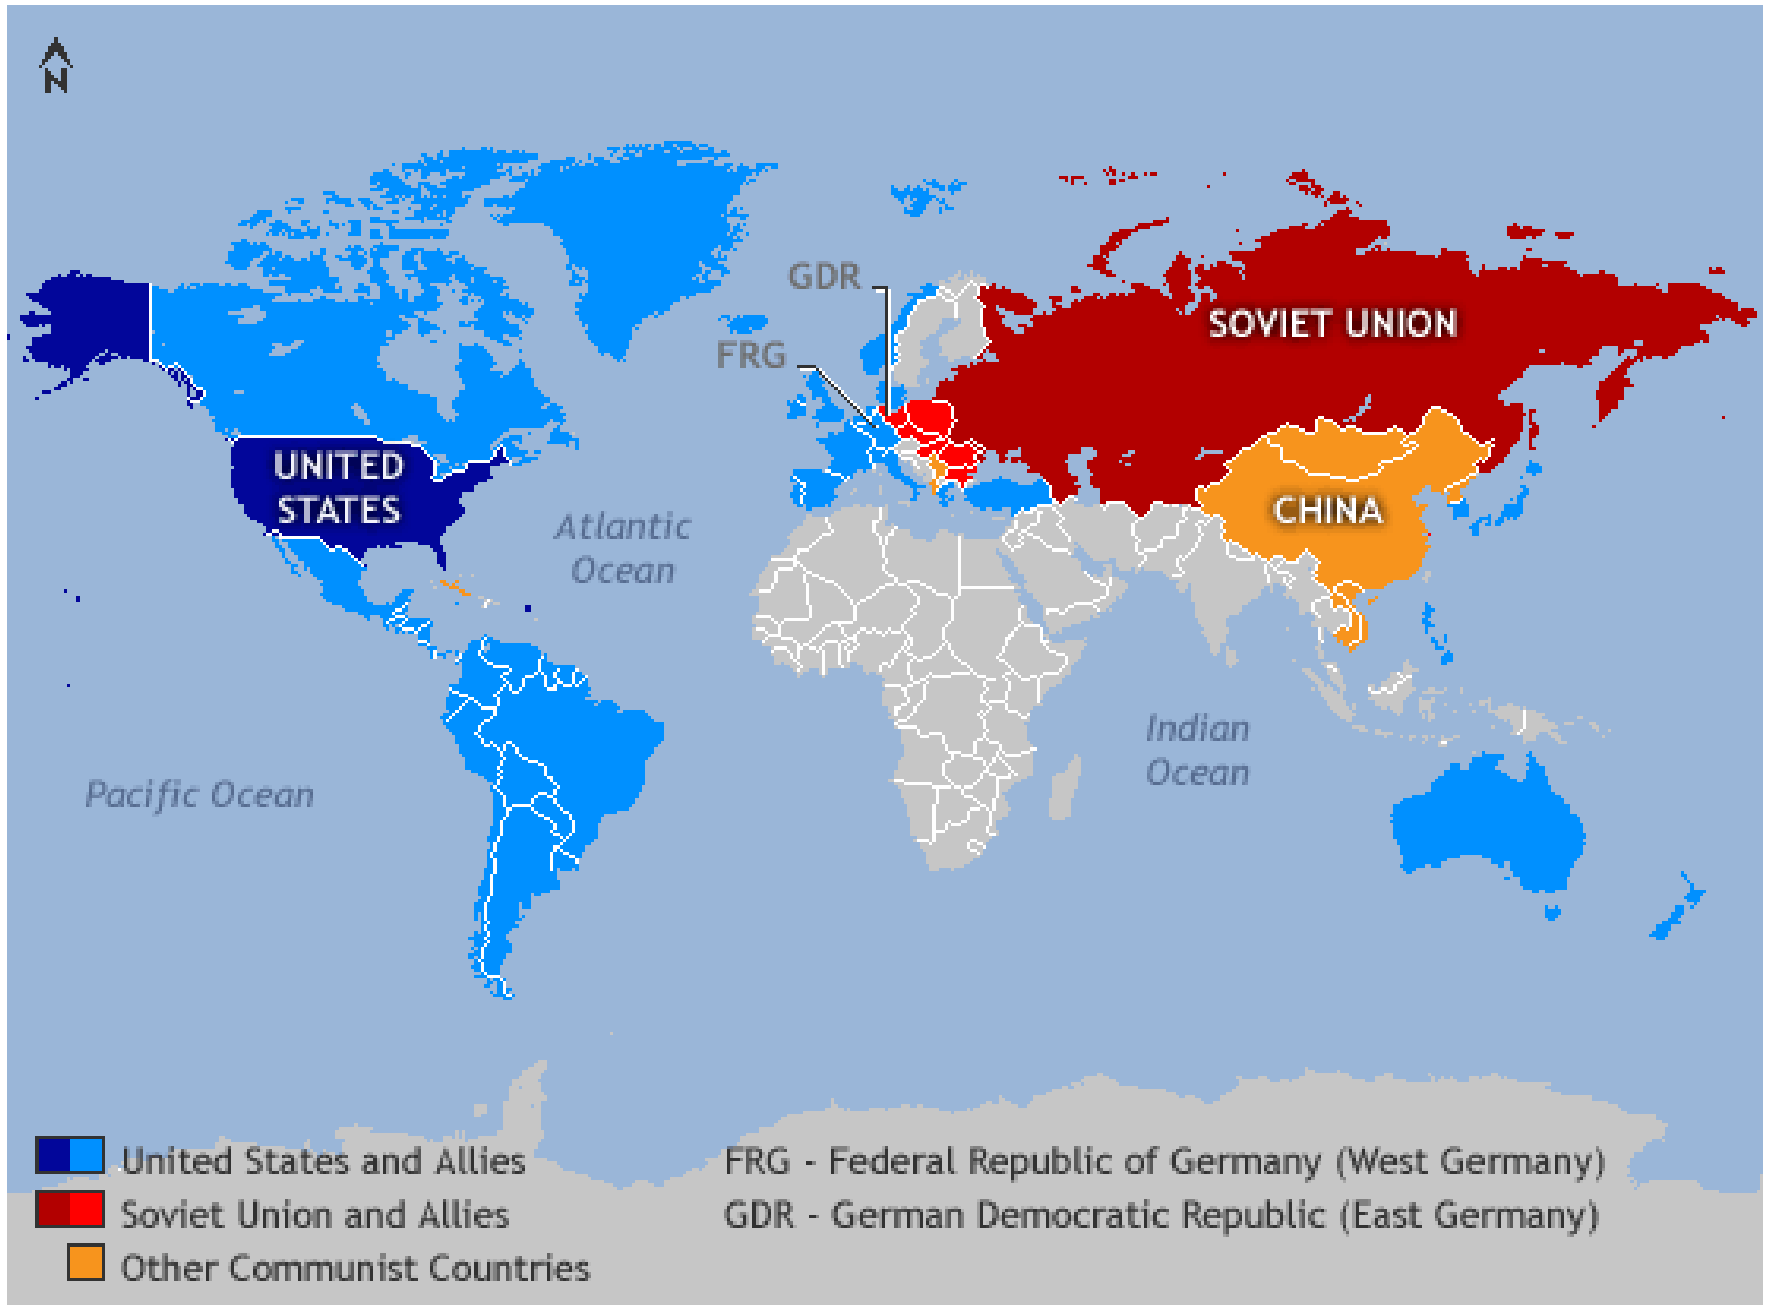 N
GDR
SOVIET UNION
FRG
UNITED
STATES
CHINA
Atlantic
Ocean
Indian
Ocean
Pacific Ocean
United States and Allies
Soviet Union and Allies
Other Communist Countries
FRG - Federal Republic of Germany (West Germany)
GDR - German Democratic Republic (East Germany)